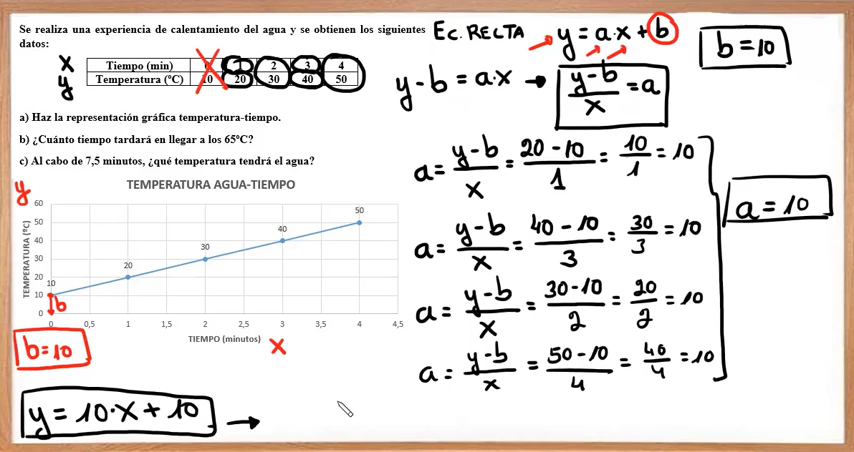 Se realiza una experiencia de calentamiento del agua y se obtienen los siguientes
datos:
x Tiempo (min) 0 1 2 3 4
y Temperatura (ºC) 10 20 30 40 50
a) Haz la representación gráfica temperatura-tiempo.
b) ¿Cuánto tiempo tardará en llegar a los 65ºC?
c) Al cabo de 7,5 minutos, ¿qué temperatura tendrá el agua?
y
TEMPERATURA AGUA-TIEMPO
TEMPERATURA (ºC)
60
50
40
30
20
10
0
10
20
30
40
50
b
0 0,5 1 1,5 2 2,5 3 3,5 4 4,5
TIEMPO (minutos) x
b=10
y = 10·x + 10 →
Ec. RECTA → y = a·x + b
b=10
y-b = a·x → y-b/x = a
a = y-b/x = 20-10/1 = 10/1 = 10
a = y-b/x = 40-10/3 = 30/3 = 10
a = y-b/x = 30-10/2 = 20/2 = 10
a = y-b/x = 50-10/4 = 40/4 = 10
a = 10